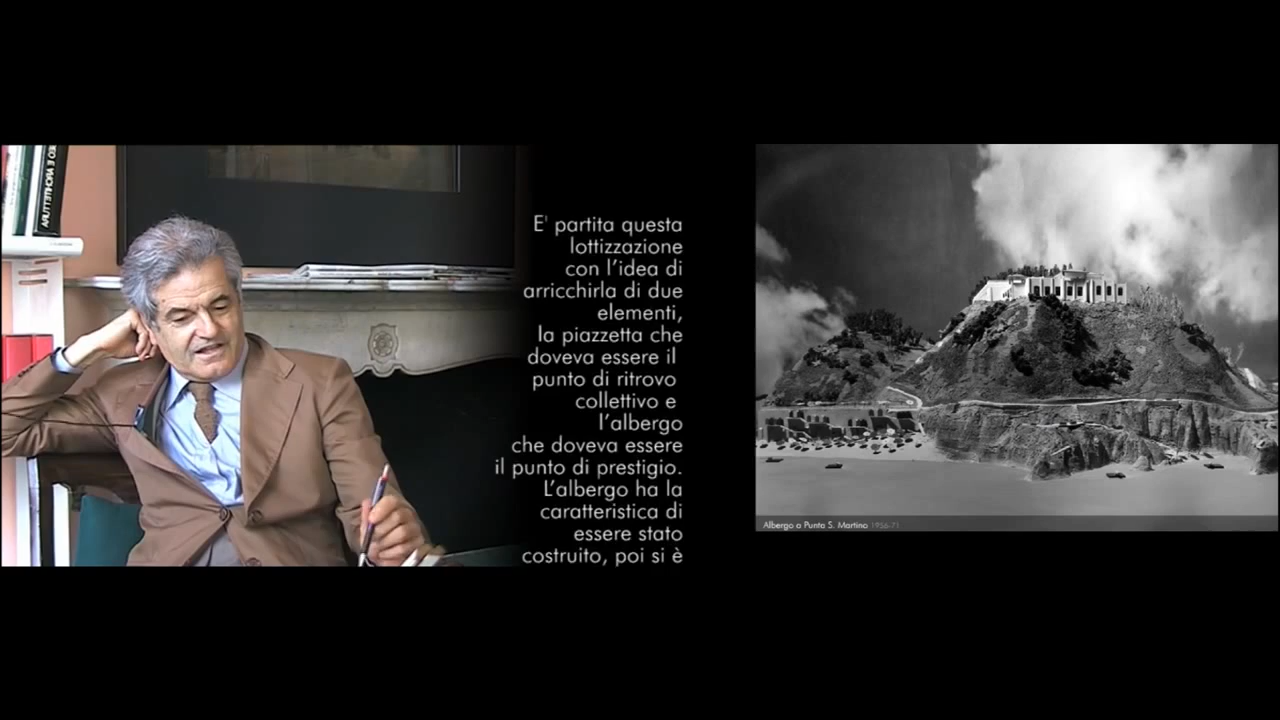 EO E ARCHITETTURA
E' partita questa
lottizzazione
con l'idea di
arricchirla di due
elementi,
la piazzetta che
doveva essere il
punto di ritrovo
collettivo e
l'albergo
che doveva essere
il punto di prestigio.
L'albergo ha la
caratteristica di
essere stato
costruito, poi si è
Albergo a Punta S. Martino 1956-71